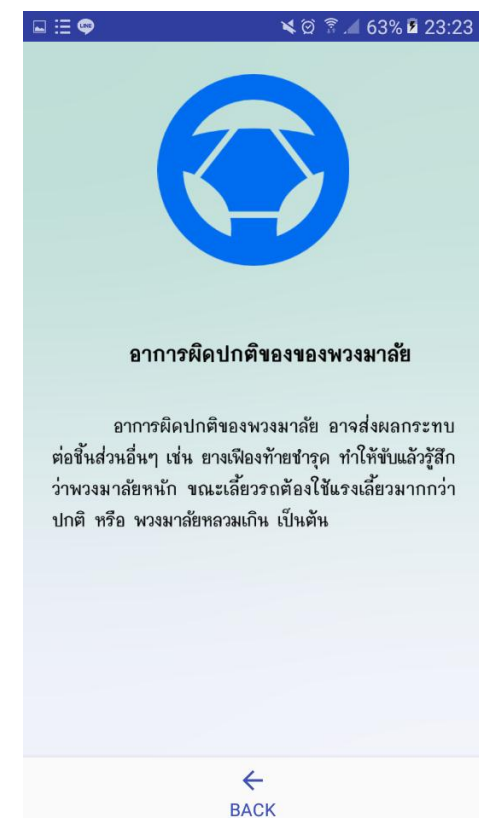 LINE 63% 23:23
อาการผิดปกติของของพวงมาลัย
อาการผิดปกติของพวงมาลัย อาจส่งผลกระทบ
ต่อชิ้นส่วนอื่นๆ เช่น ยางเฟืองท้ายชำรุด ทำให้ขับแล้วรู้สึก
ว่าพวงมาลัยหนัก ขณะเลี้ยวรถต้องใช้แรงเลี้ยวมากกว่า
ปกติ หรือ พวงมาลัยหลวมเกิน เป็นต้น
BACK